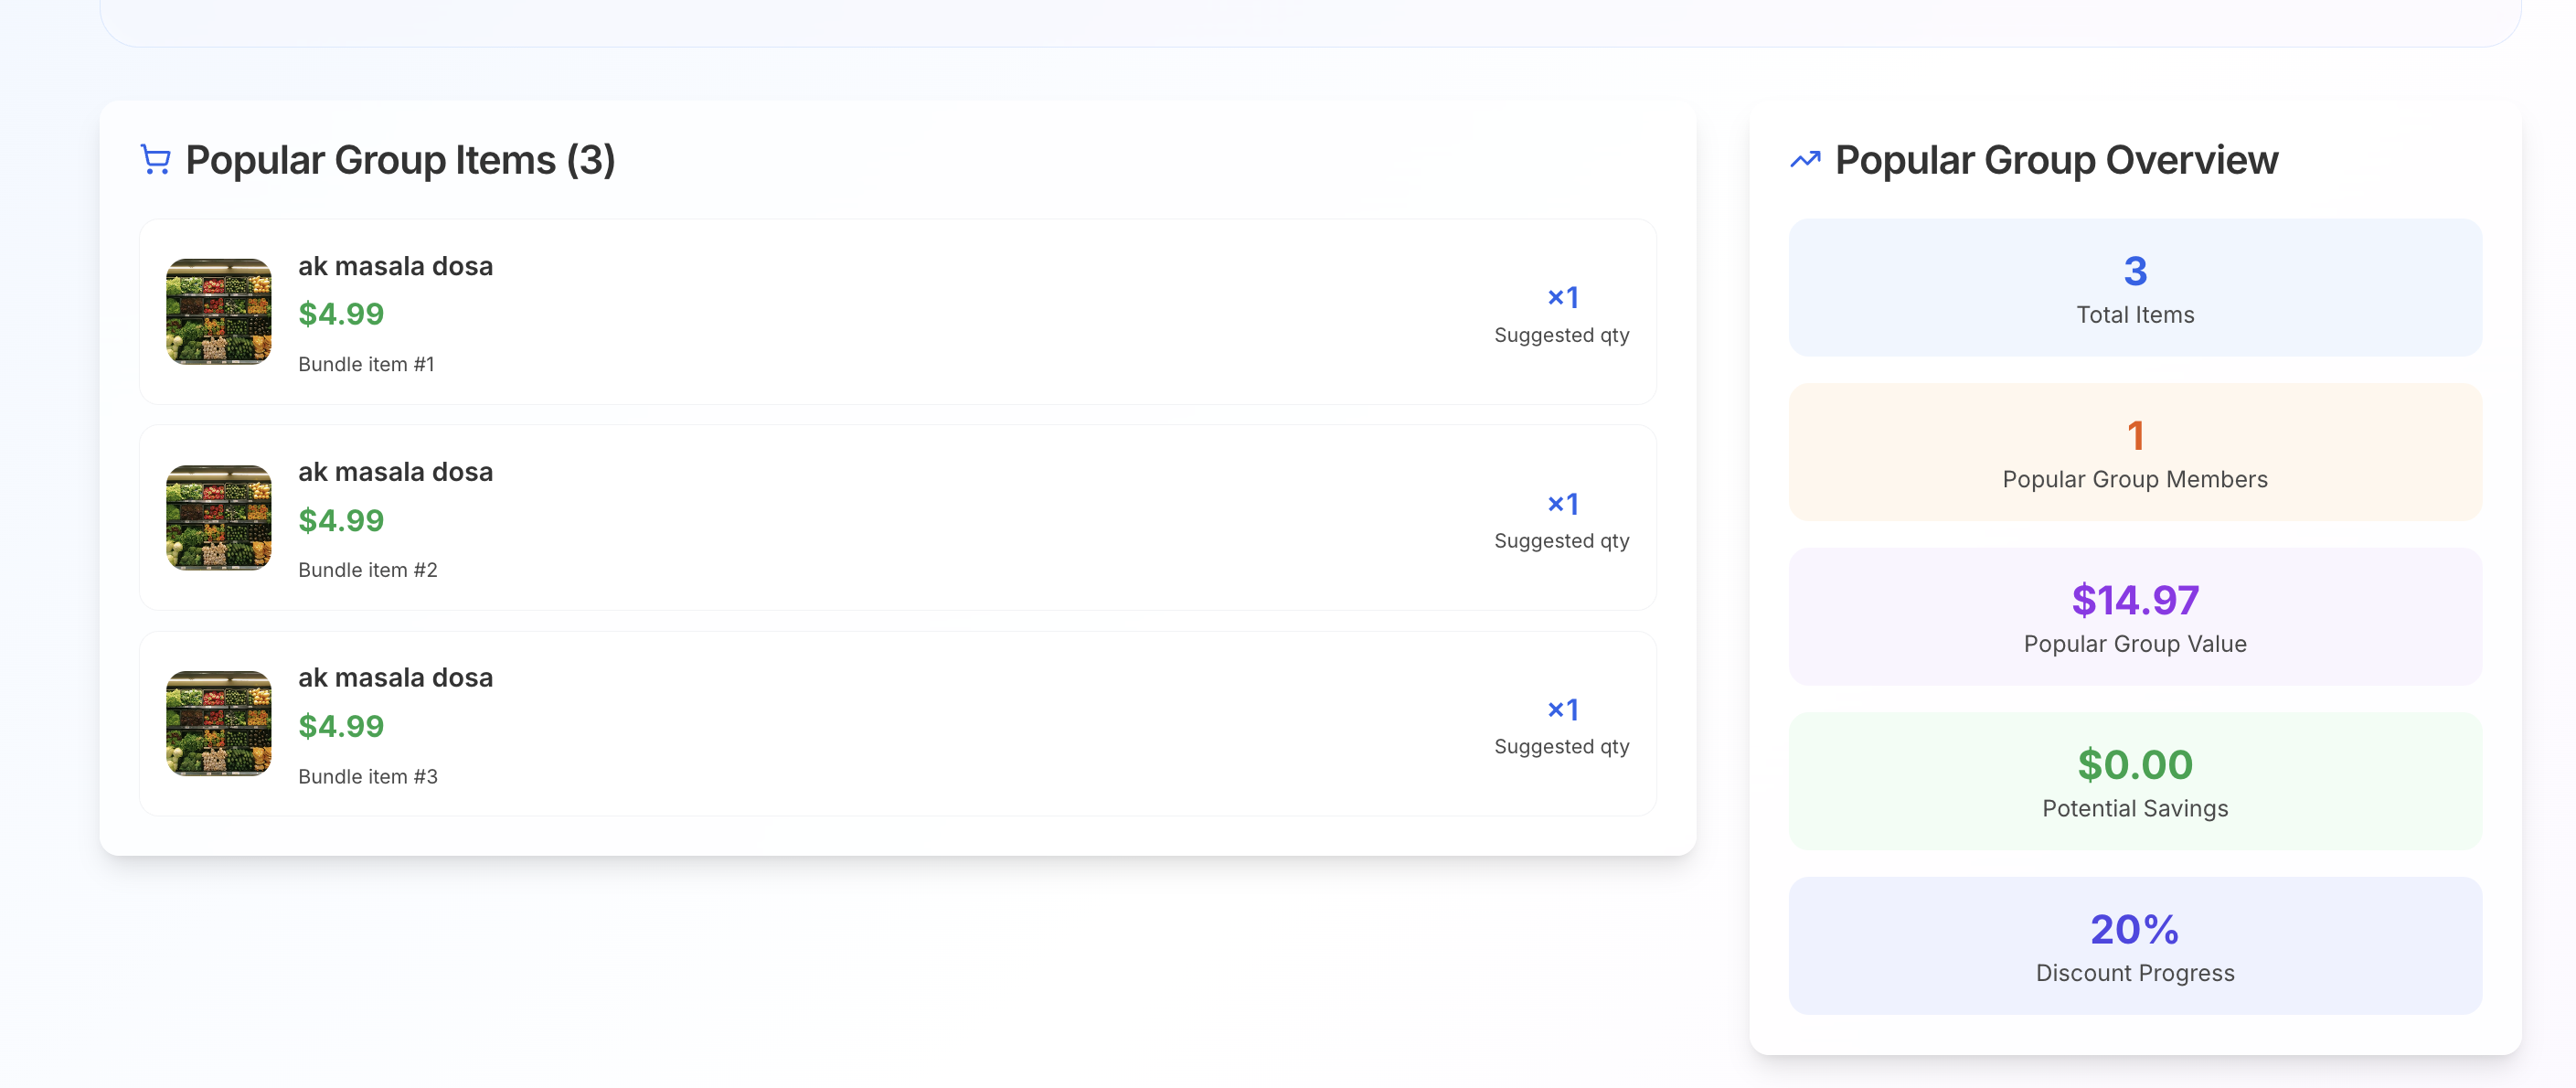 Popular Group Items (3)
ak masala dosa
$4.99
Bundle item #1
×1
Suggested qty
ak masala dosa
$4.99
Bundle item #2
×1
Suggested qty
ak masala dosa
$4.99
Bundle item #3
×1
Suggested qty
Popular Group Overview
3
Total Items
1
Popular Group Members
$14.97
Popular Group Value
$0.00
Potential Savings
20%
Discount Progress